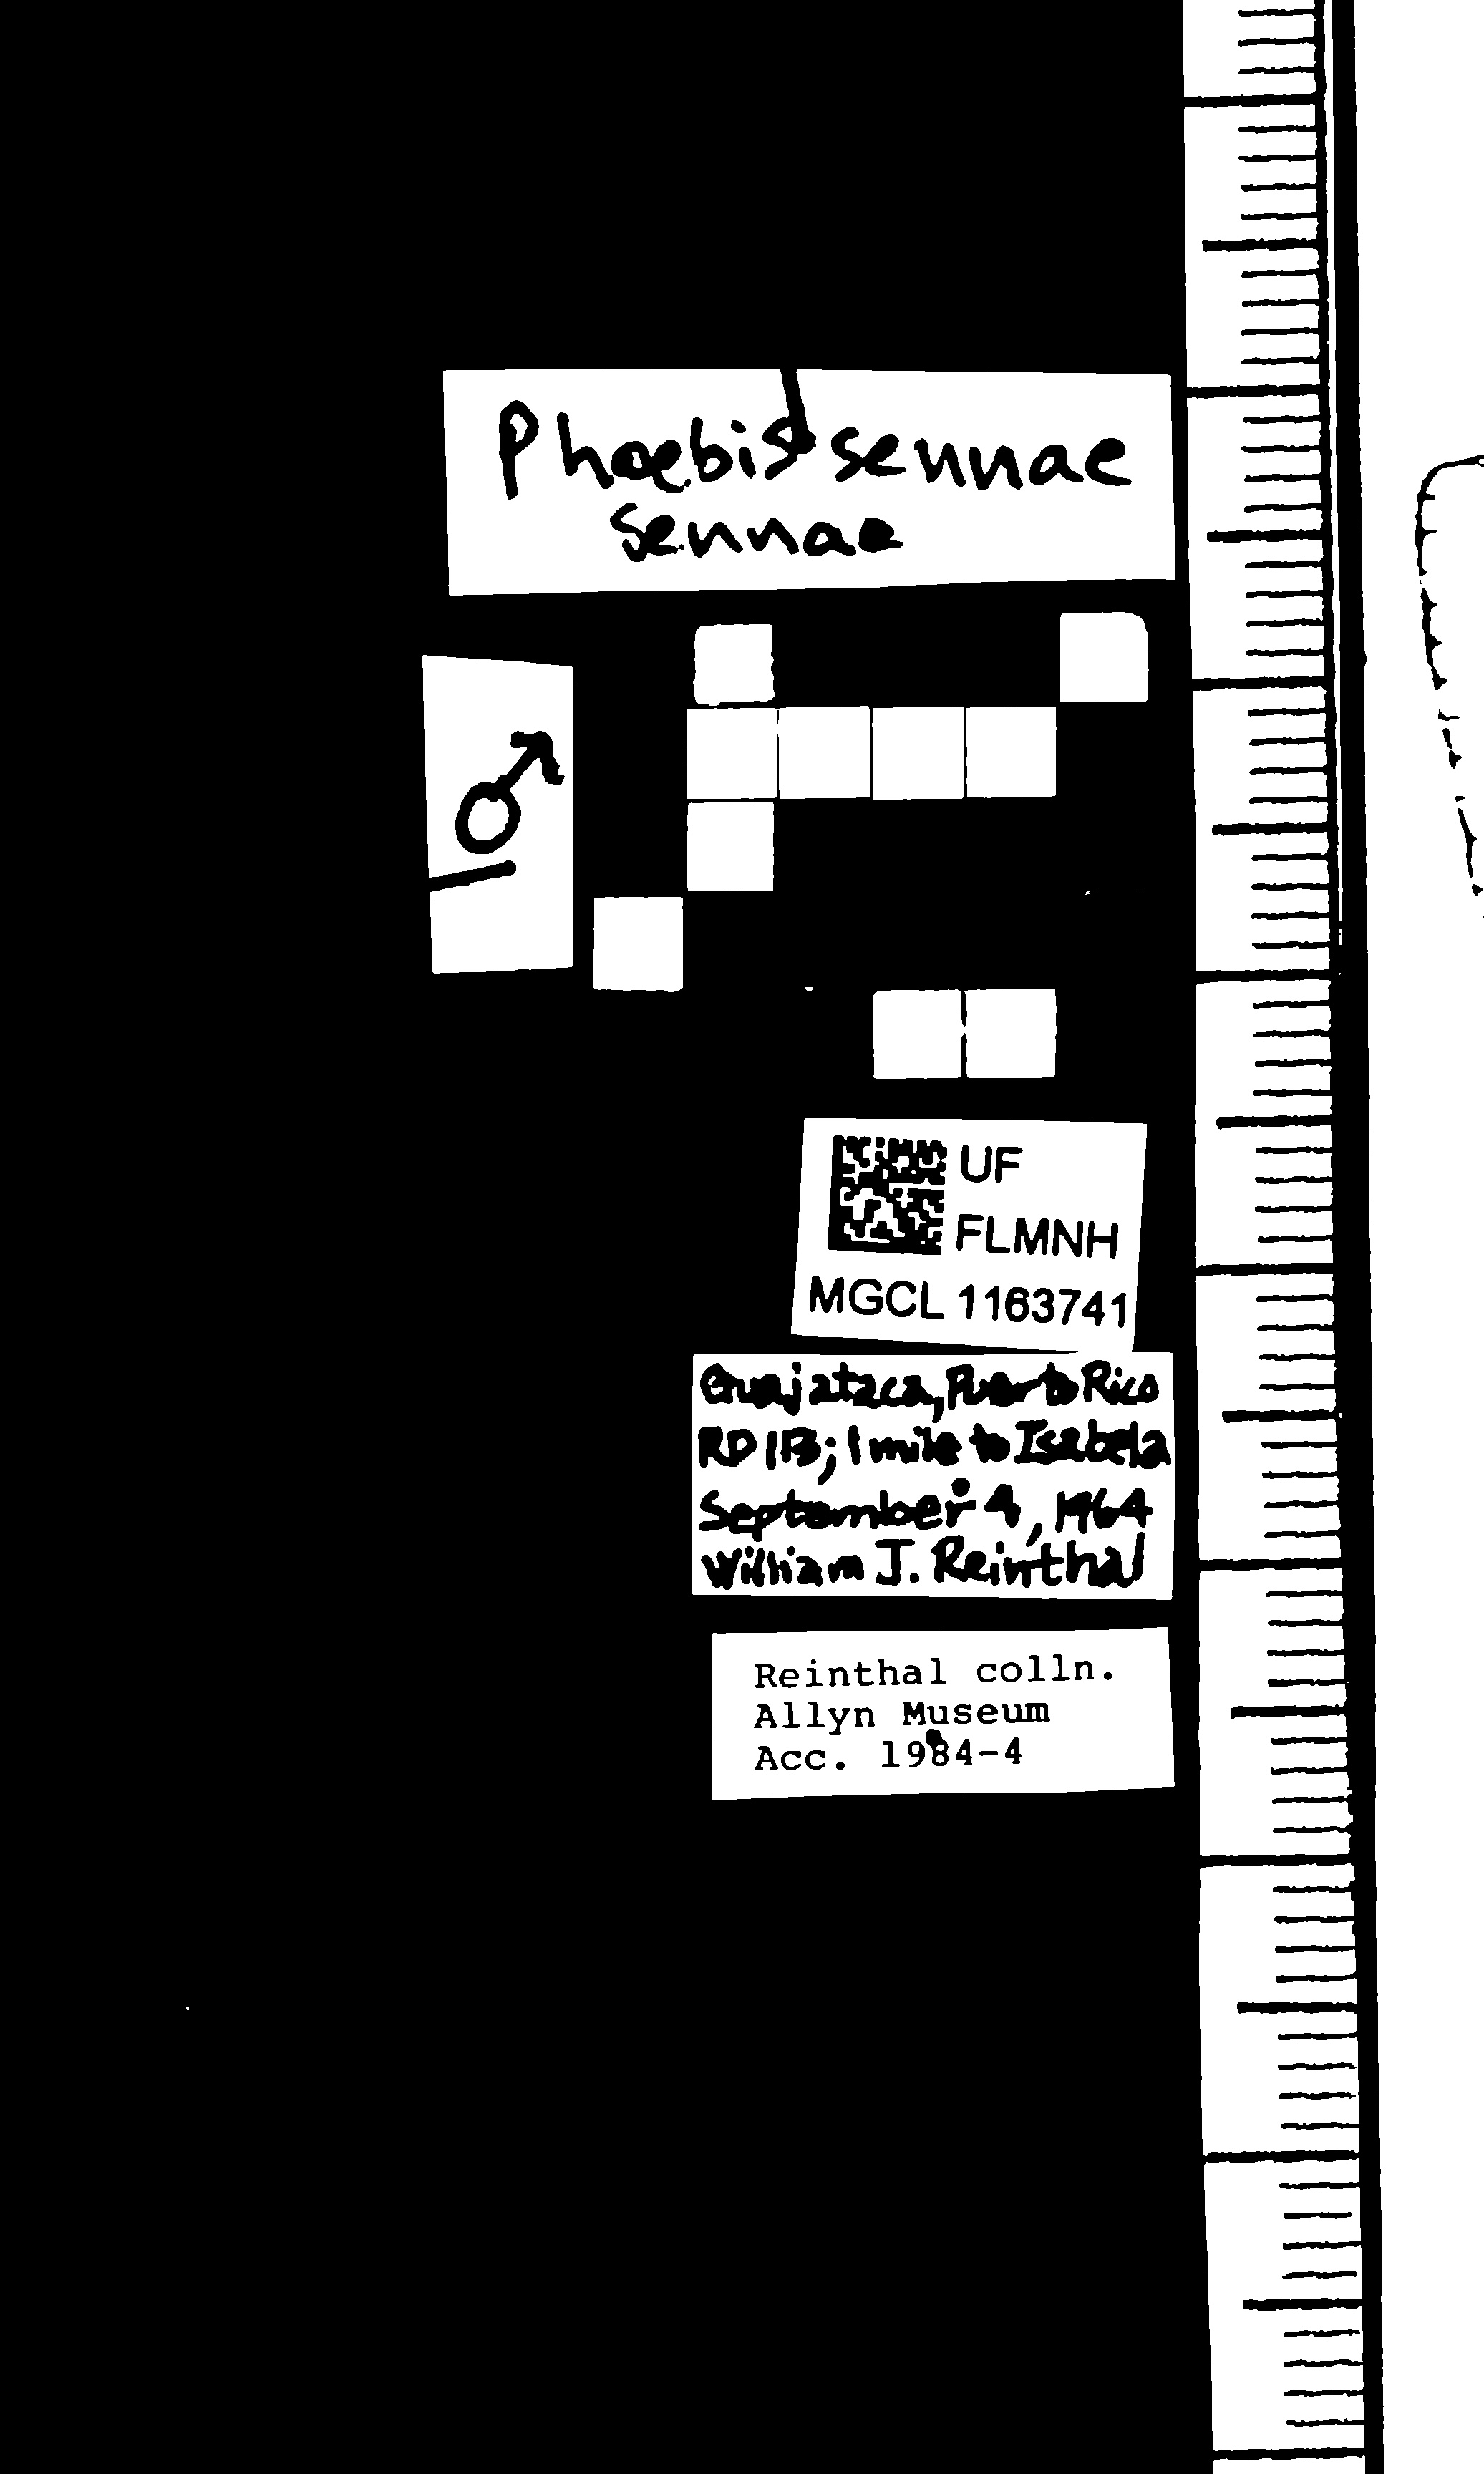 Phoebis sennae
sennae
♂
UF
FLMNH
MGCL 1163741
Guajataca, Puerto Rico
RD 113; 1 mile to Isabela
September 4, 1964
William J. Reinthal
Reinthal colln.
Allyn Museum
Acc. 1984-4